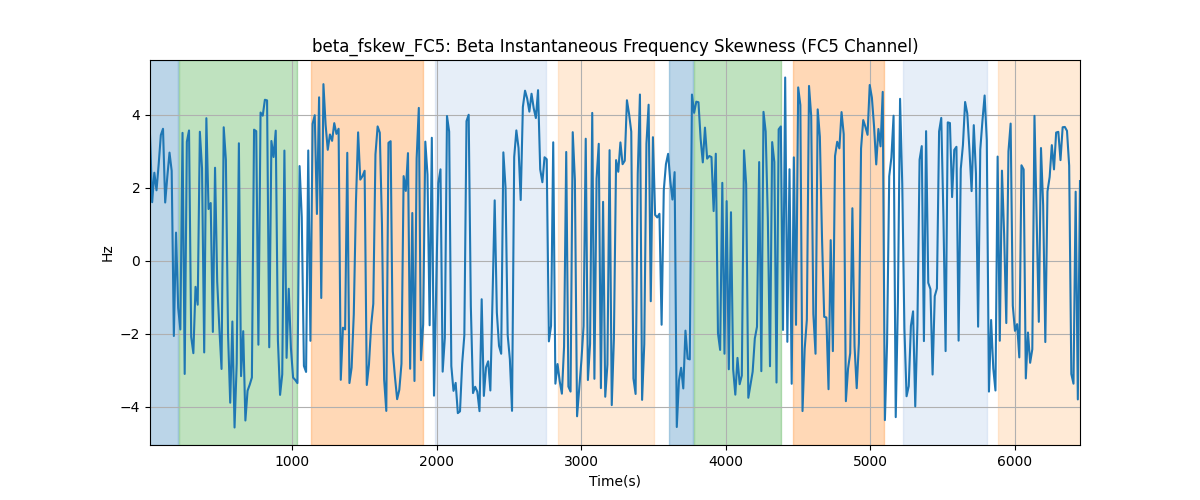 beta_fskew_FC5: Beta Instantaneous Frequency Skewness (FC5 Channel)
Hz
4
2
0
−2
−4
1000 2000 3000 4000 5000 6000
Time(s)